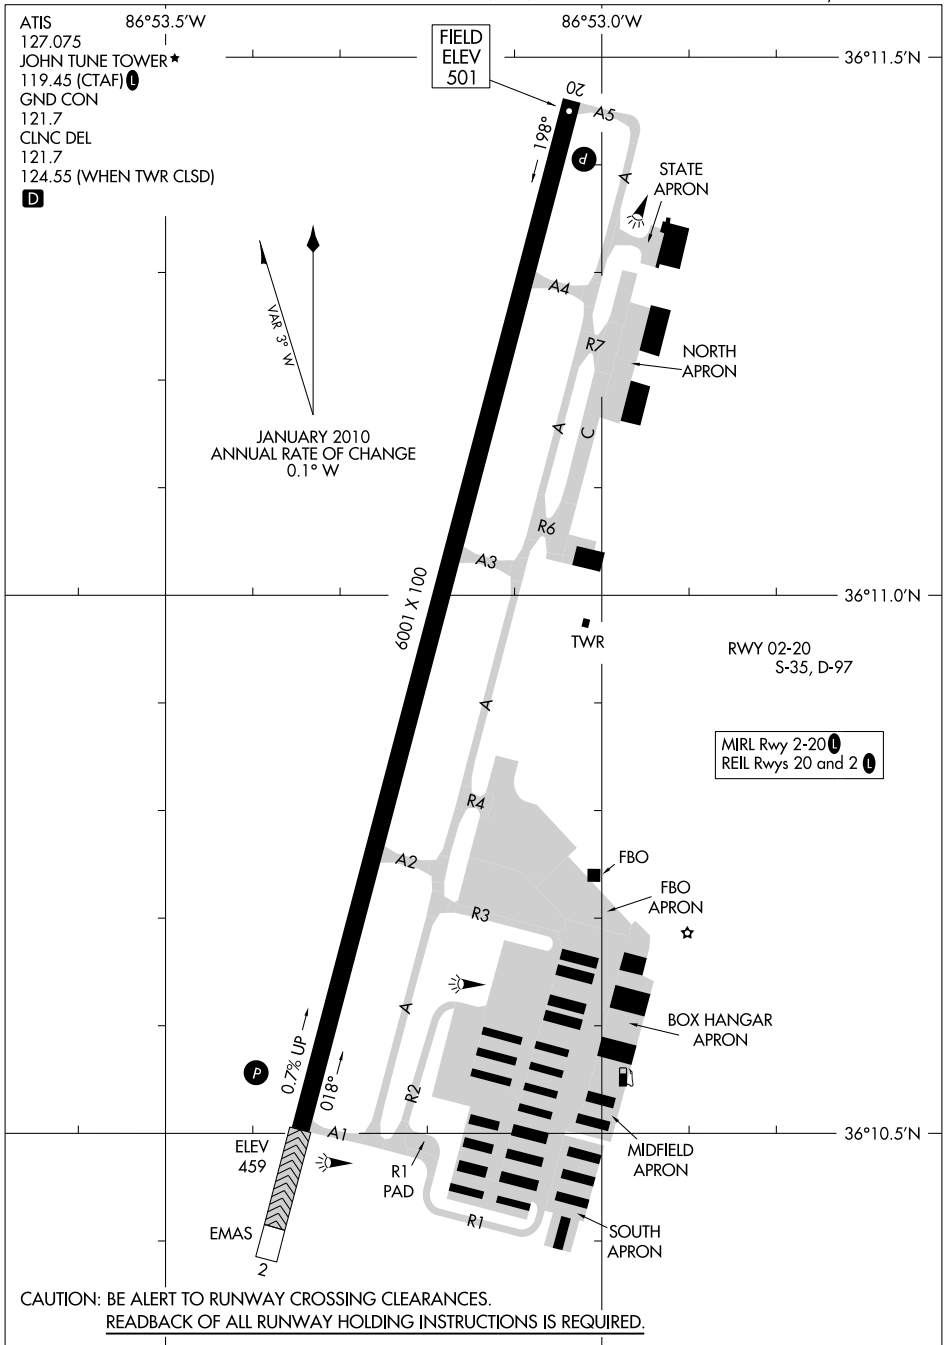 86°53.5'W
86°53.0'W
ATIS
127.075
JOHN TUNE TOWER★
119.45 (CTAF) L
GND CON
121.7
CLNC DEL
121.7
124.55 (WHEN TWR CLSD)
D
FIELD
ELEV
501
36°11.5'N
20
A5
198°
P
A
STATE
APRON
VAR 3° W
A4
R7
NORTH
APRON
JANUARY 2010
ANNUAL RATE OF CHANGE
0.1° W
A
C
R6
A3
6001 X 100
36°11.0'N
TWR
RWY 02-20
S-35, D-97
A
MIRL Rwy 2-20 L
REIL Rwys 20 and 2 L
R4
A2
FBO
FBO
APRON
R3
A
BOX HANGAR
APRON
0.7% UP
P
018°
R2
A1
36°10.5'N
ELEV
459
R1
PAD
MIDFIELD
APRON
R1
SOUTH
APRON
EMAS
2
CAUTION: BE ALERT TO RUNWAY CROSSING CLEARANCES.
READBACK OF ALL RUNWAY HOLDING INSTRUCTIONS IS REQUIRED.